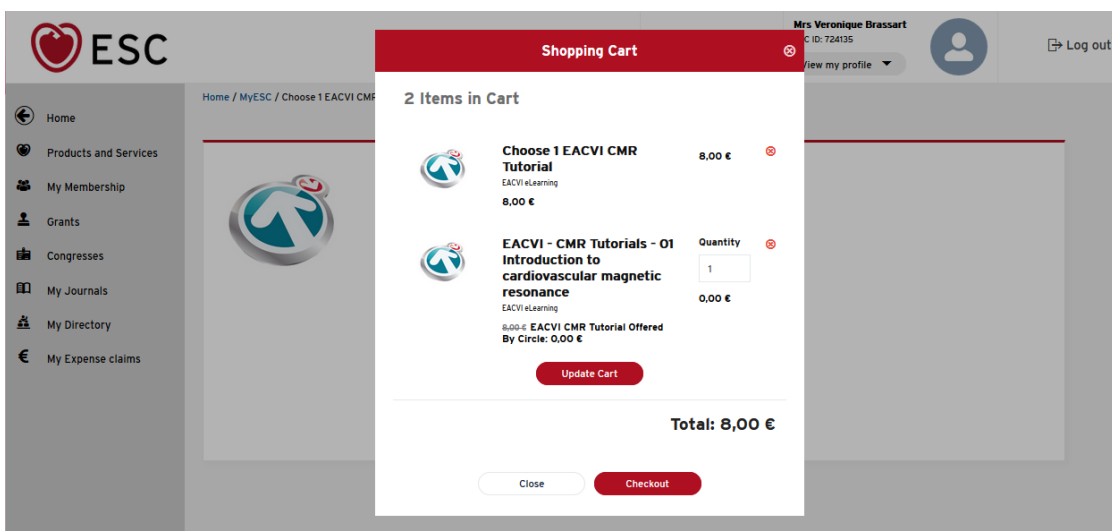 ESC
Mrs Veronique Brassart
C ID: 724135
View my profile
Log out
Home
Products and Services
My Membership
Grants
Congresses
My Journals
My Directory
€ My Expense claims
Home / MyESC / Choose 1 EACVI CMR
Shopping Cart
2 Items in Cart
Choose 1 EACVI CMR
Tutorial
EACVI eLearning
8,00 €
8,00 €
EACVI - CMR Tutorials - 01
Introduction to
cardiovascular magnetic
resonance
EACVI eLearning
8,00 € EACVI CMR Tutorial Offered
By Circle: 0,00 €
Quantity
1
0,00 €
Update Cart
Total: 8,00 €
Close
Checkout